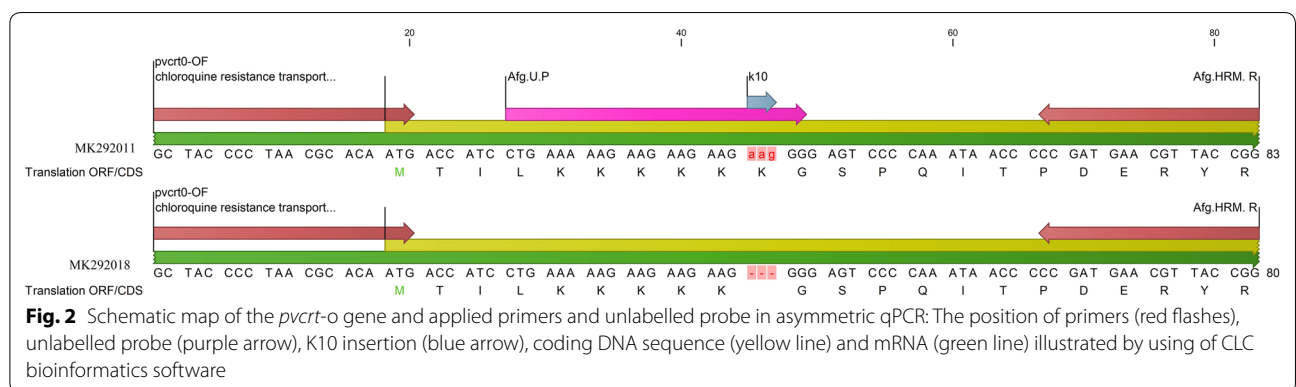 20 40 60 80
pvcrt0-OF
chloroquine resistance transport... Afg.U.P k10 Afg.HRM. R
MK292011
GC TAC CCC TAA CGC ACA ATG ACC ATC CTG AAA AAG AAG AAG AAG aag GGG AGT CCC CAA ATA ACC CCC GAT GAA CGT TAC CGG 83
Translation ORF/CDS M T I L K K K K K K G S P Q I T P D E R Y R
pvcrt0-OF
chloroquine resistance transport... Afg.HRM. R
MK292018
GC TAC CCC TAA CGC ACA ATG ACC ATC CTG AAA AAG AAG AAG AAG - - - GGG AGT CCC CAA ATA ACC CCC GAT GAA CGT TAC CGG 80
Translation ORF/CDS M T I L K K K K K G S P Q I T P D E R Y R
Fig. 2 Schematic map of the pvcrt-o gene and applied primers and unlabelled probe in asymmetric qPCR: The position of primers (red flashes),
unlabelled probe (purple arrow), K10 insertion (blue arrow), coding DNA sequence (yellow line) and mRNA (green line) illustrated by using of CLC
bioinformatics software